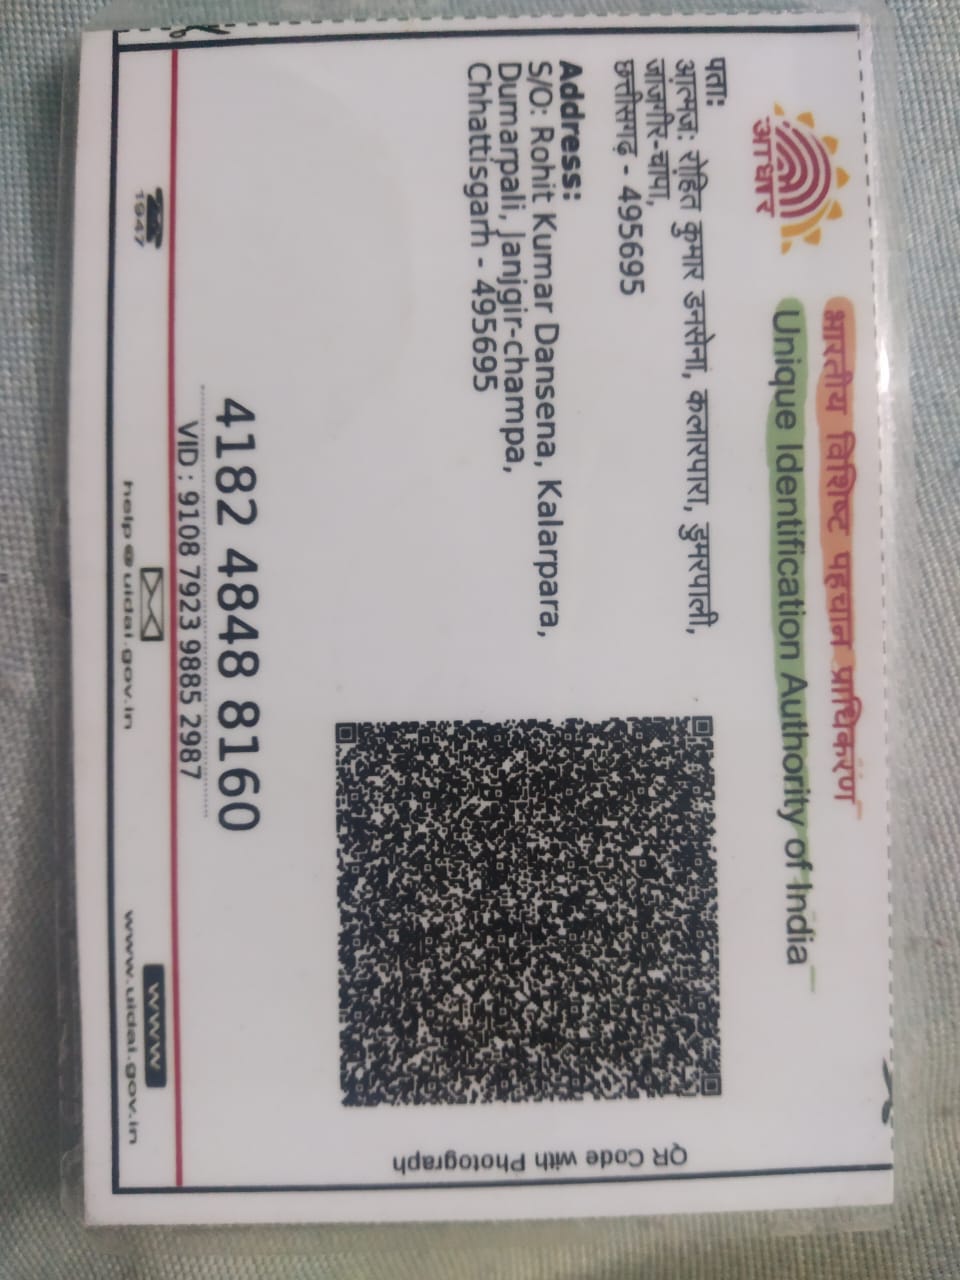 आधार
भारतीय विशिष्ट पहचान प्राधिकरण
Unique Identification Authority of India
पता:
आत्मज: रोहित कुमार डनसेना, कलारपारा, डुमरपाली,
जांजगीर-चांपा,
छत्तीसगढ़ - 495695
Address:
S/O: Rohit Kumar Dansena, Kalarpara,
Dumarpali, Janjgir-champa,
Chhattisgarh - 495695
QR Code with Photograph
4182 4848 8160
VID : 9108 7923 9885 2987
1947
help@uidai.gov.in
www
www.uidai.gov.in